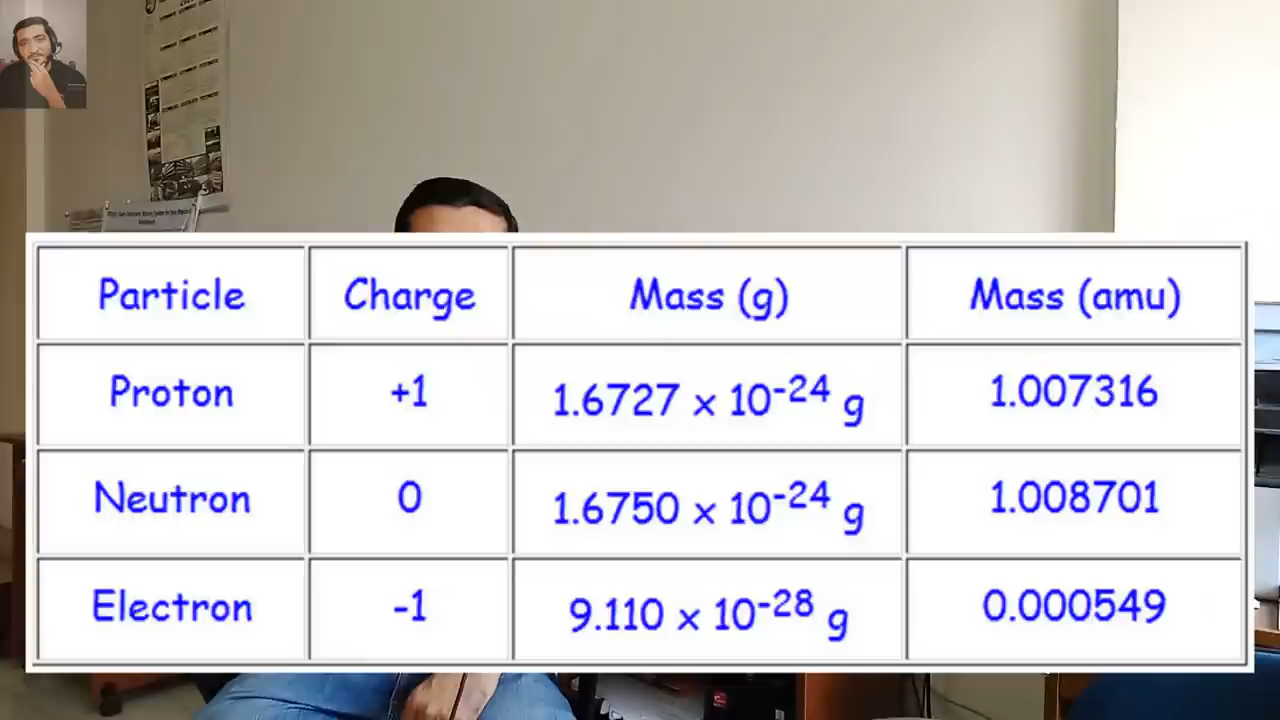 Particle Charge Mass (g) Mass (amu)
Proton +1 1.6727 x 10⁻²⁴ g 1.007316
Neutron 0 1.6750 x 10⁻²⁴ g 1.008701
Electron -1 9.110 x 10⁻²⁸ g 0.000549